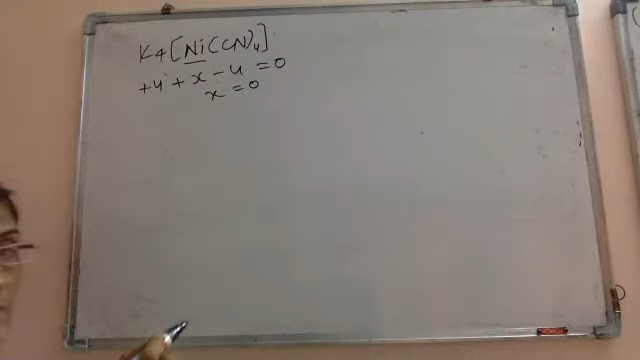 K4[Ni(CN)4]
+4 + x - 4 = 0
x = 0